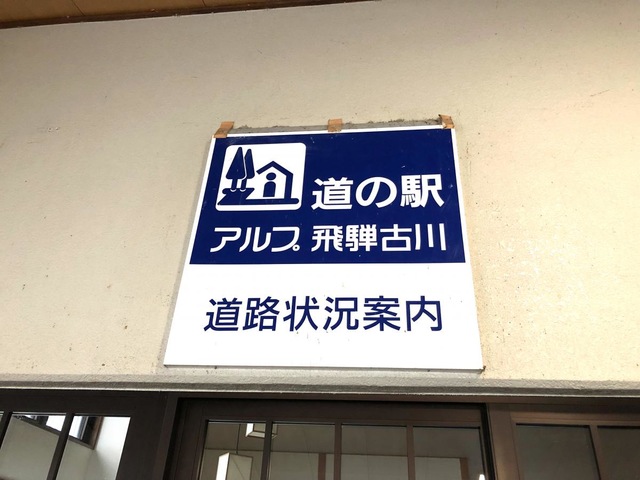 道の駅
アルプ飛騨古川
道路状況案内